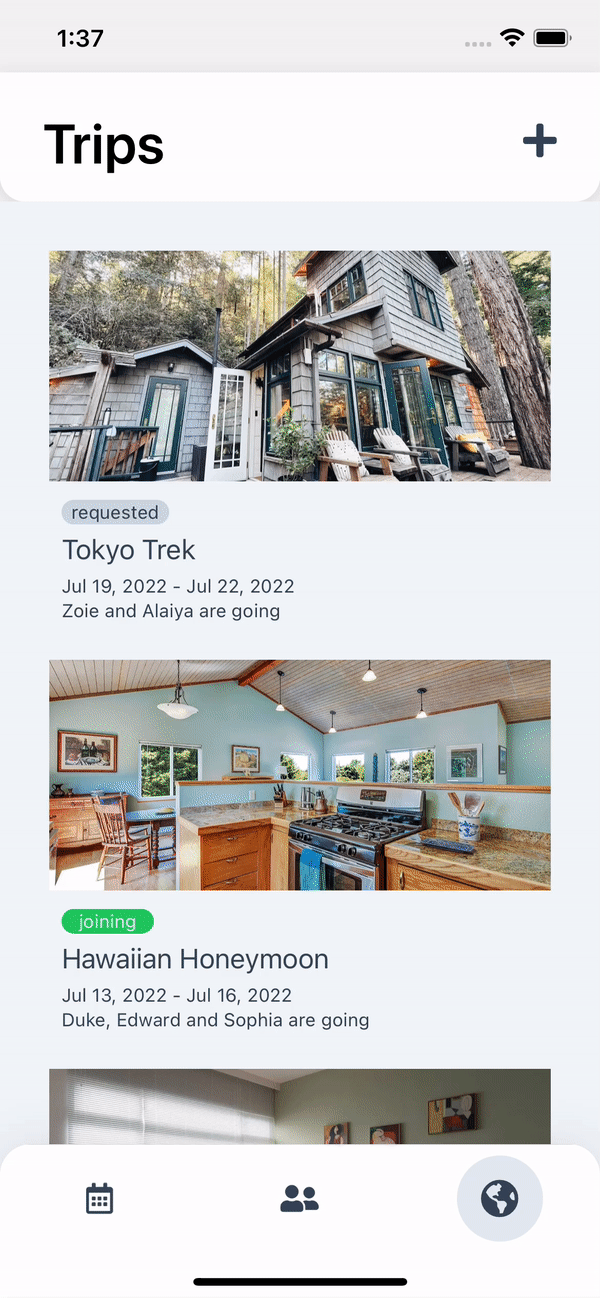 1:37
Trips
requested
Tokyo Trek
Jul 19, 2022 - Jul 22, 2022
Zoie and Alaiya are going
joining
Hawaiian Honeymoon
Jul 13, 2022 - Jul 16, 2022
Duke, Edward and Sophia are going